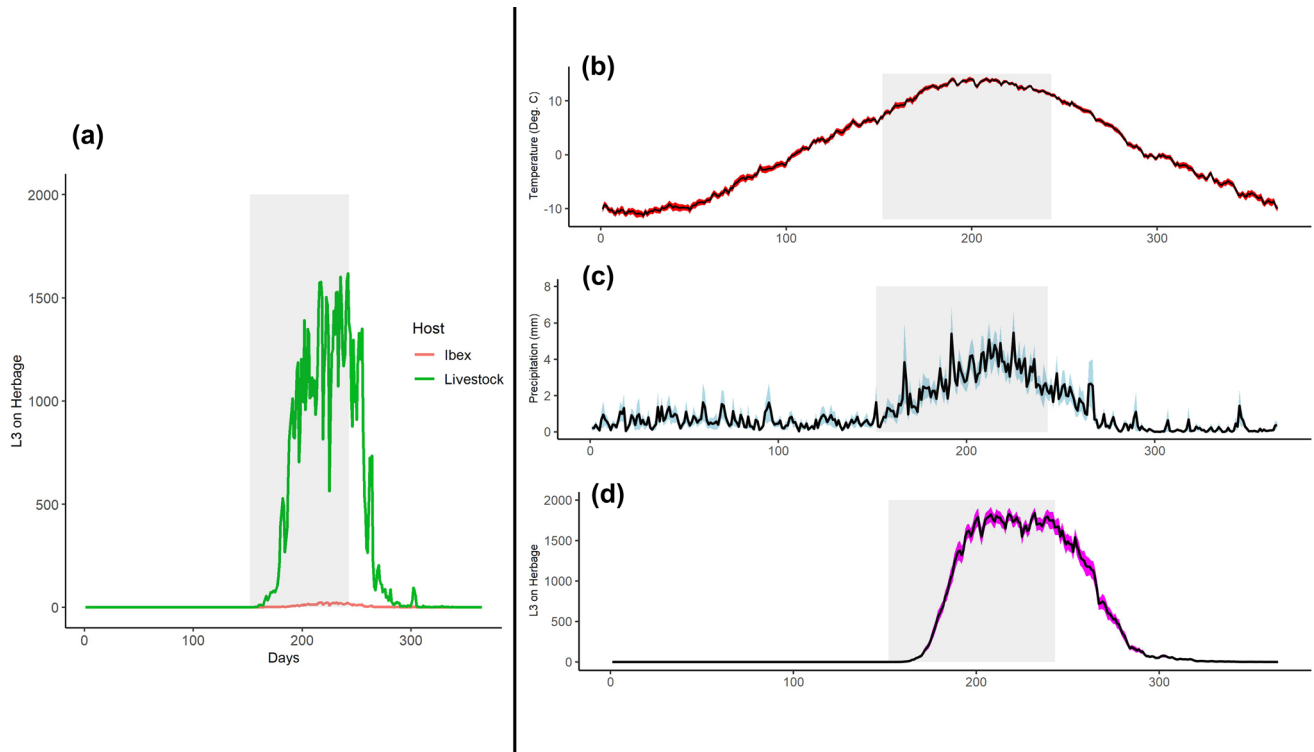 (a)
L3 on Herbage
2000
1500
1000
500
0
0 100 200 300
Days
Host
Ibex
Livestock
(b)
Temperature (Deg. C)
10
0
-10
0 100 200 300
(c)
Precipitation (mm)
8
6
4
2
0
0 100 200 300
(d)
L3 on Herbage
2000
1500
1000
500
0
0 100 200 300